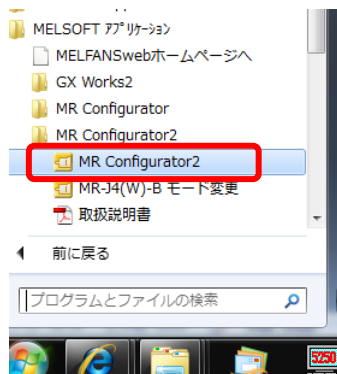 MELSOFT ｱﾌﾟﾘｹｰｼｮﾝ
MELFANSwebホームページへ
GX Works2
MR Configurator
MR Configurator2
MR Configurator2
MR-J4(W)-B モード変更
取扱説明書
前に戻る
プログラムとファイルの検索
5250